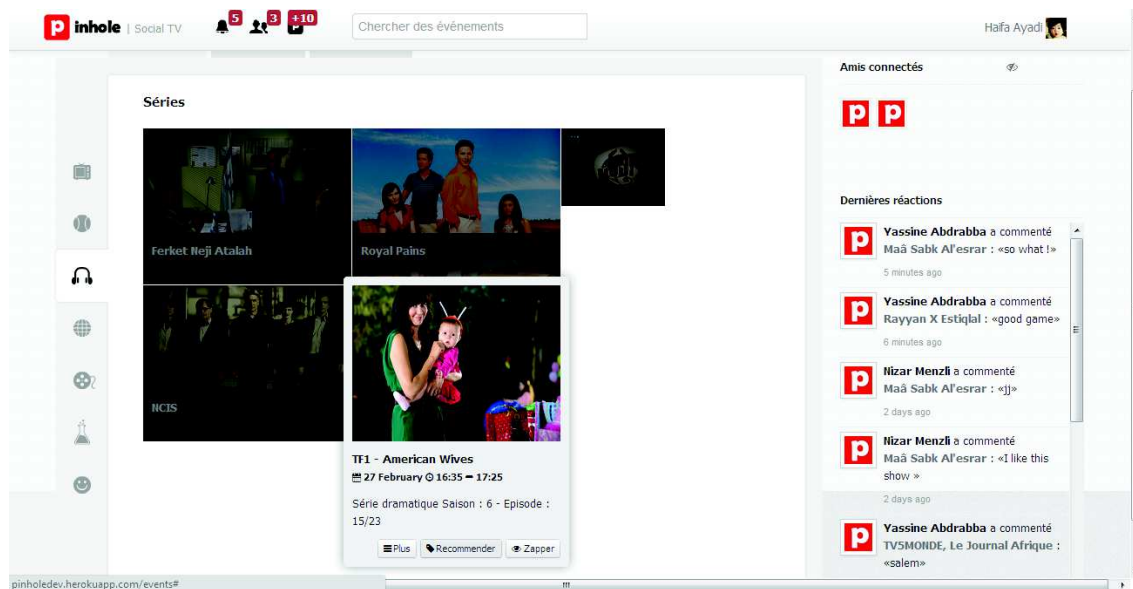 p inhole | Social TV
5
3
+10
Chercher des événements
Haifa Ayadi
Amis connectés
Séries
Ferket Neji Atalah
Royal Pains
NCIS
TF1 - American Wives
27 February 16:35 – 17:25
Série dramatique Saison : 6 - Episode :
15/23
Plus
Recommender
Zapper
p p
Dernières réactions
p
Yassine Abdrabba a commenté
Maâ Sabk Al'esrar : «so what !»
5 minutes ago
p
Yassine Abdrabba a commenté
Rayyan X Estiqlal : «good game»
6 minutes ago
p
Nizar Menzli a commenté
Maâ Sabk Al'esrar : «jj»
2 days ago
p
Nizar Menzli a commenté
Maâ Sabk Al'esrar : «I like this
show »
2 days ago
p
Yassine Abdrabba a commenté
TV5MONDE, Le Journal Afrique :
«salem»
pinholedev.herokuapp.com/events#